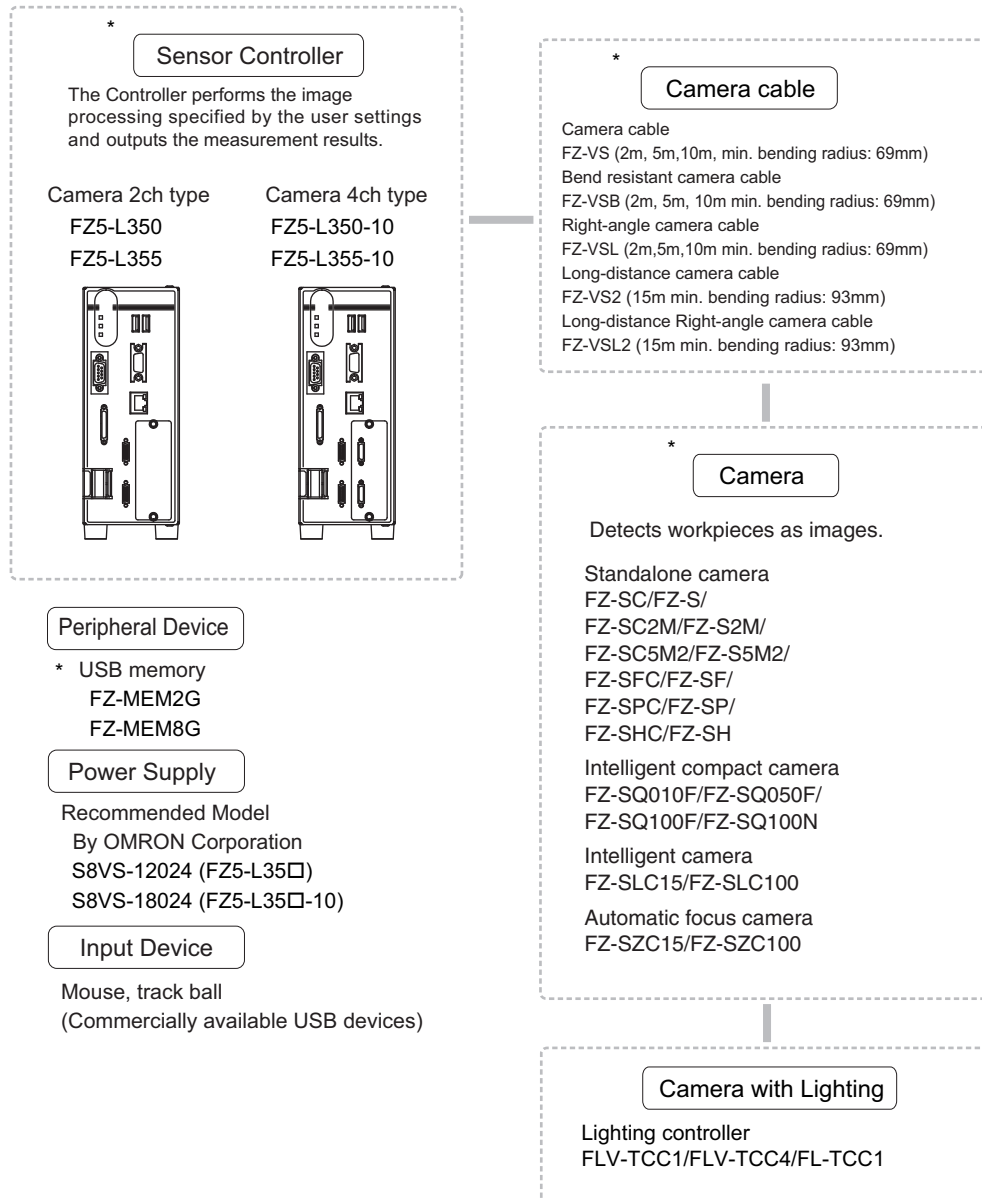 *
Sensor Controller
The Controller performs the image
processing specified by the user settings
and outputs the measurement results.
Camera 2ch type
FZ5-L350
FZ5-L355
Camera 4ch type
FZ5-L350-10
FZ5-L355-10
Peripheral Device
* USB memory
FZ-MEM2G
FZ-MEM8G
Power Supply
Recommended Model
By OMRON Corporation
S8VS-12024 (FZ5-L35□)
S8VS-18024 (FZ5-L35□-10)
Input Device
Mouse, track ball
(Commercially available USB devices)
*
Camera cable
Camera cable
FZ-VS (2m, 5m,10m, min. bending radius: 69mm)
Bend resistant camera cable
FZ-VSB (2m, 5m, 10m min. bending radius: 69mm)
Right-angle camera cable
FZ-VSL (2m,5m,10m min. bending radius: 69mm)
Long-distance camera cable
FZ-VS2 (15m min. bending radius: 93mm)
Long-distance Right-angle camera cable
FZ-VSL2 (15m min. bending radius: 93mm)
*
Camera
Detects workpieces as images.
Standalone camera
FZ-SC/FZ-S/
FZ-SC2M/FZ-S2M/
FZ-SC5M2/FZ-S5M2/
FZ-SFC/FZ-SF/
FZ-SPC/FZ-SP/
FZ-SHC/FZ-SH
Intelligent compact camera
FZ-SQ010F/FZ-SQ050F/
FZ-SQ100F/FZ-SQ100N
Intelligent camera
FZ-SLC15/FZ-SLC100
Automatic focus camera
FZ-SZC15/FZ-SZC100
Camera with Lighting
Lighting controller
FLV-TCC1/FLV-TCC4/FL-TCC1